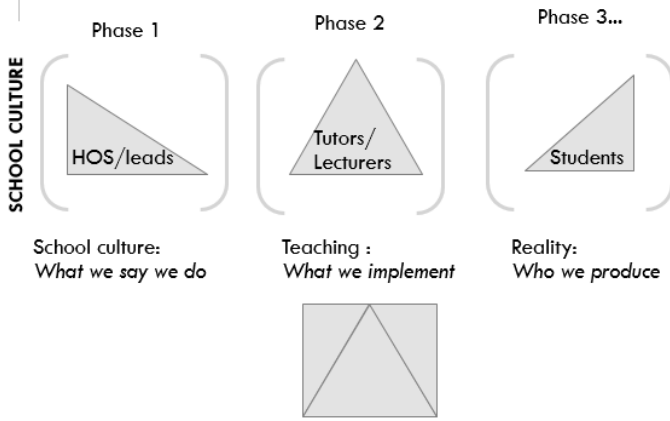 Phase 1
Phase 2
Phase 3...
SCHOOL CULTURE
HOS/leads
Tutors/
Lecturers
Students
School culture:
What we say we do
Teaching :
What we implement
Reality:
Who we produce